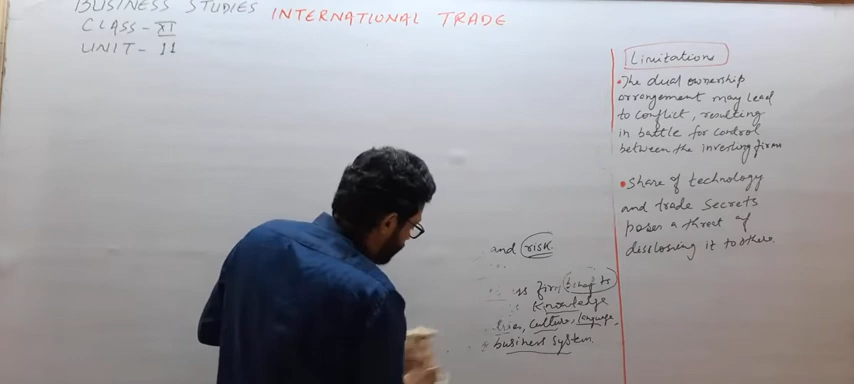 BUSINESS STUDIES
INTERNATIONAL TRADE
CLASS - XI
UNIT - 11
Limitations
• The dual ownership
arrangement may lead
to conflict, resulting
in battle for control
between the investing firm
• Share of technology
and trade secrets
poses a threat of
disclosing it to others.
and risk
firm
knowledge
culture, language,
business system.